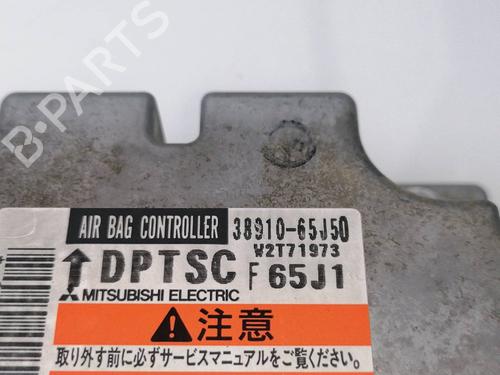 B-PARTS
AIR BAG CONTROLLER 38910-65J50
W2T71973
DPTSC F 65J1
MITSUBISHI ELECTRIC
注意
取り外す前に必ずサービスマニュアルをご覧ください。